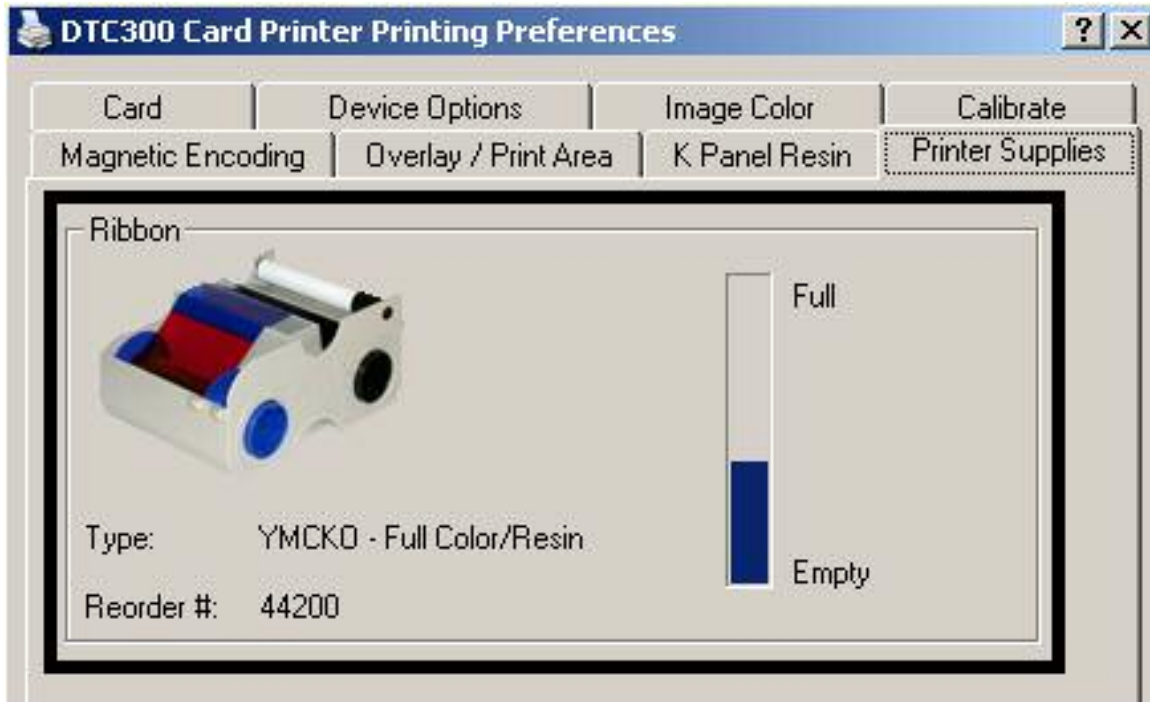 DTC300 Card Printer Printing Preferences
Card Device Options Image Color Calibrate
Magnetic Encoding Overlay / Print Area K Panel Resin Printer Supplies
Ribbon
Full
Type: YMCKO - Full Color/Resin
Empty
Reorder #: 44200